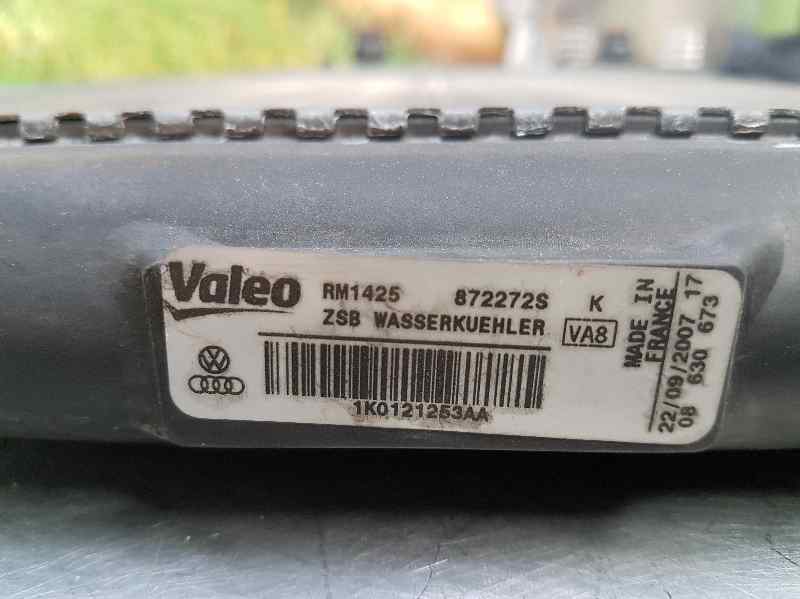 Valeo RM1425 872272S K
ZSB WASSERKUEHLER VA8
1K0121253AA
MADE IN
FRANCE
22/09/2007 17
08 630 673